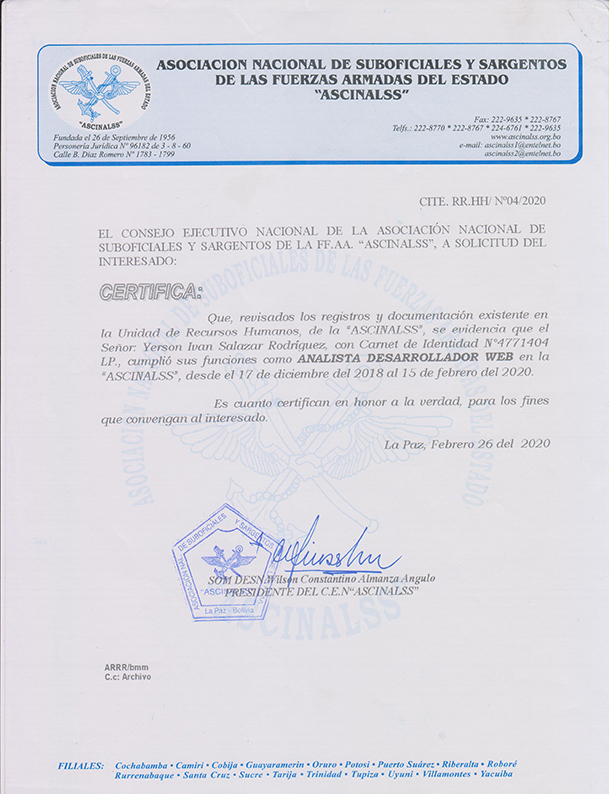 ASOCIACION NACIONAL DE SUBOFICIALES DE LAS FUERZAS ARMADAS DEL ESTADO
"ASCINALSS"
ASOCIACION NACIONAL DE SUBOFICIALES Y SARGENTOS
DE LAS FUERZAS ARMADAS DEL ESTADO
"ASCINALSS"
Fundada el 26 de Septiembre de 1956
Personería Jurídica Nº 96182 de 3 - 8 - 60
Calle B. Diaz Romero Nº 1783 - 1799
Fax: 222-9635 * 222-8767
Telfs.: 222-8770 * 222-8767 * 224-6761 * 222-9635
www.ascinalss.org.bo
e-mail: ascinalss1@entelnet.bo
ascinalss2@entelnet.bo
CITE. RR.HH/ Nº04/2020
EL CONSEJO EJECUTIVO NACIONAL DE LA ASOCIACIÓN NACIONAL DE
SUBOFICIALES Y SARGENTOS DE LA FF.AA. "ASCINALSS", A SOLICITUD DEL
INTERESADO:
CERTIFICA:
Que, revisados los registros y documentación existente en
la Unidad de Recursos Humanos, de la "ASCINALSS", se evidencia que el
Señor: Yerson Ivan Salazar Rodríguez, con Carnet de Identidad N°4771404
LP., cumplió sus funciones como ANALISTA DESARROLLADOR WEB en la
"ASCINALSS", desde el 17 de diciembre del 2018 al 15 de febrero del 2020.
Es cuanto certifican en honor a la verdad, para los fines
que convengan al interesado.
La Paz, Febrero 26 del 2020
ASOCIACION NAL. DE SUBOFICIALES Y SARGENTOS
La Paz - Bolivia
SOM DESN. Wilson Constantino Almanza Angulo
PRESIDENTE DEL C.E.N"ASCINALSS"
ASCINALSS
ARRR/bmm
C.c: Archivo
FILIALES: Cochabamba • Camiri • Cobija • Guayaramerin • Oruro • Potosi • Puerto Suárez • Riberalta • Roboré
Rurrenabaque • Santa Cruz • Sucre • Tarija • Trinidad • Tupiza • Uyuni • Villamontes • Yacuiba